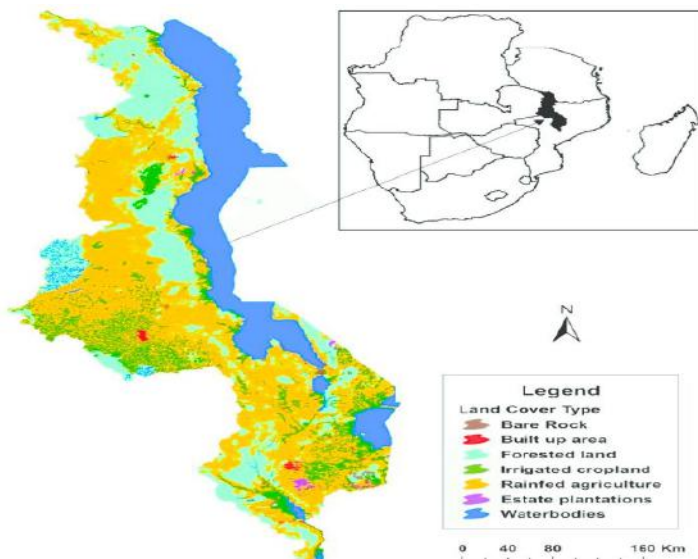 N
Legend
Land Cover Type
Bare Rock
Built up area
Forested land
Irrigated cropland
Rainfed agriculture
Estate plantations
Waterbodies
0 40 80 160 Km